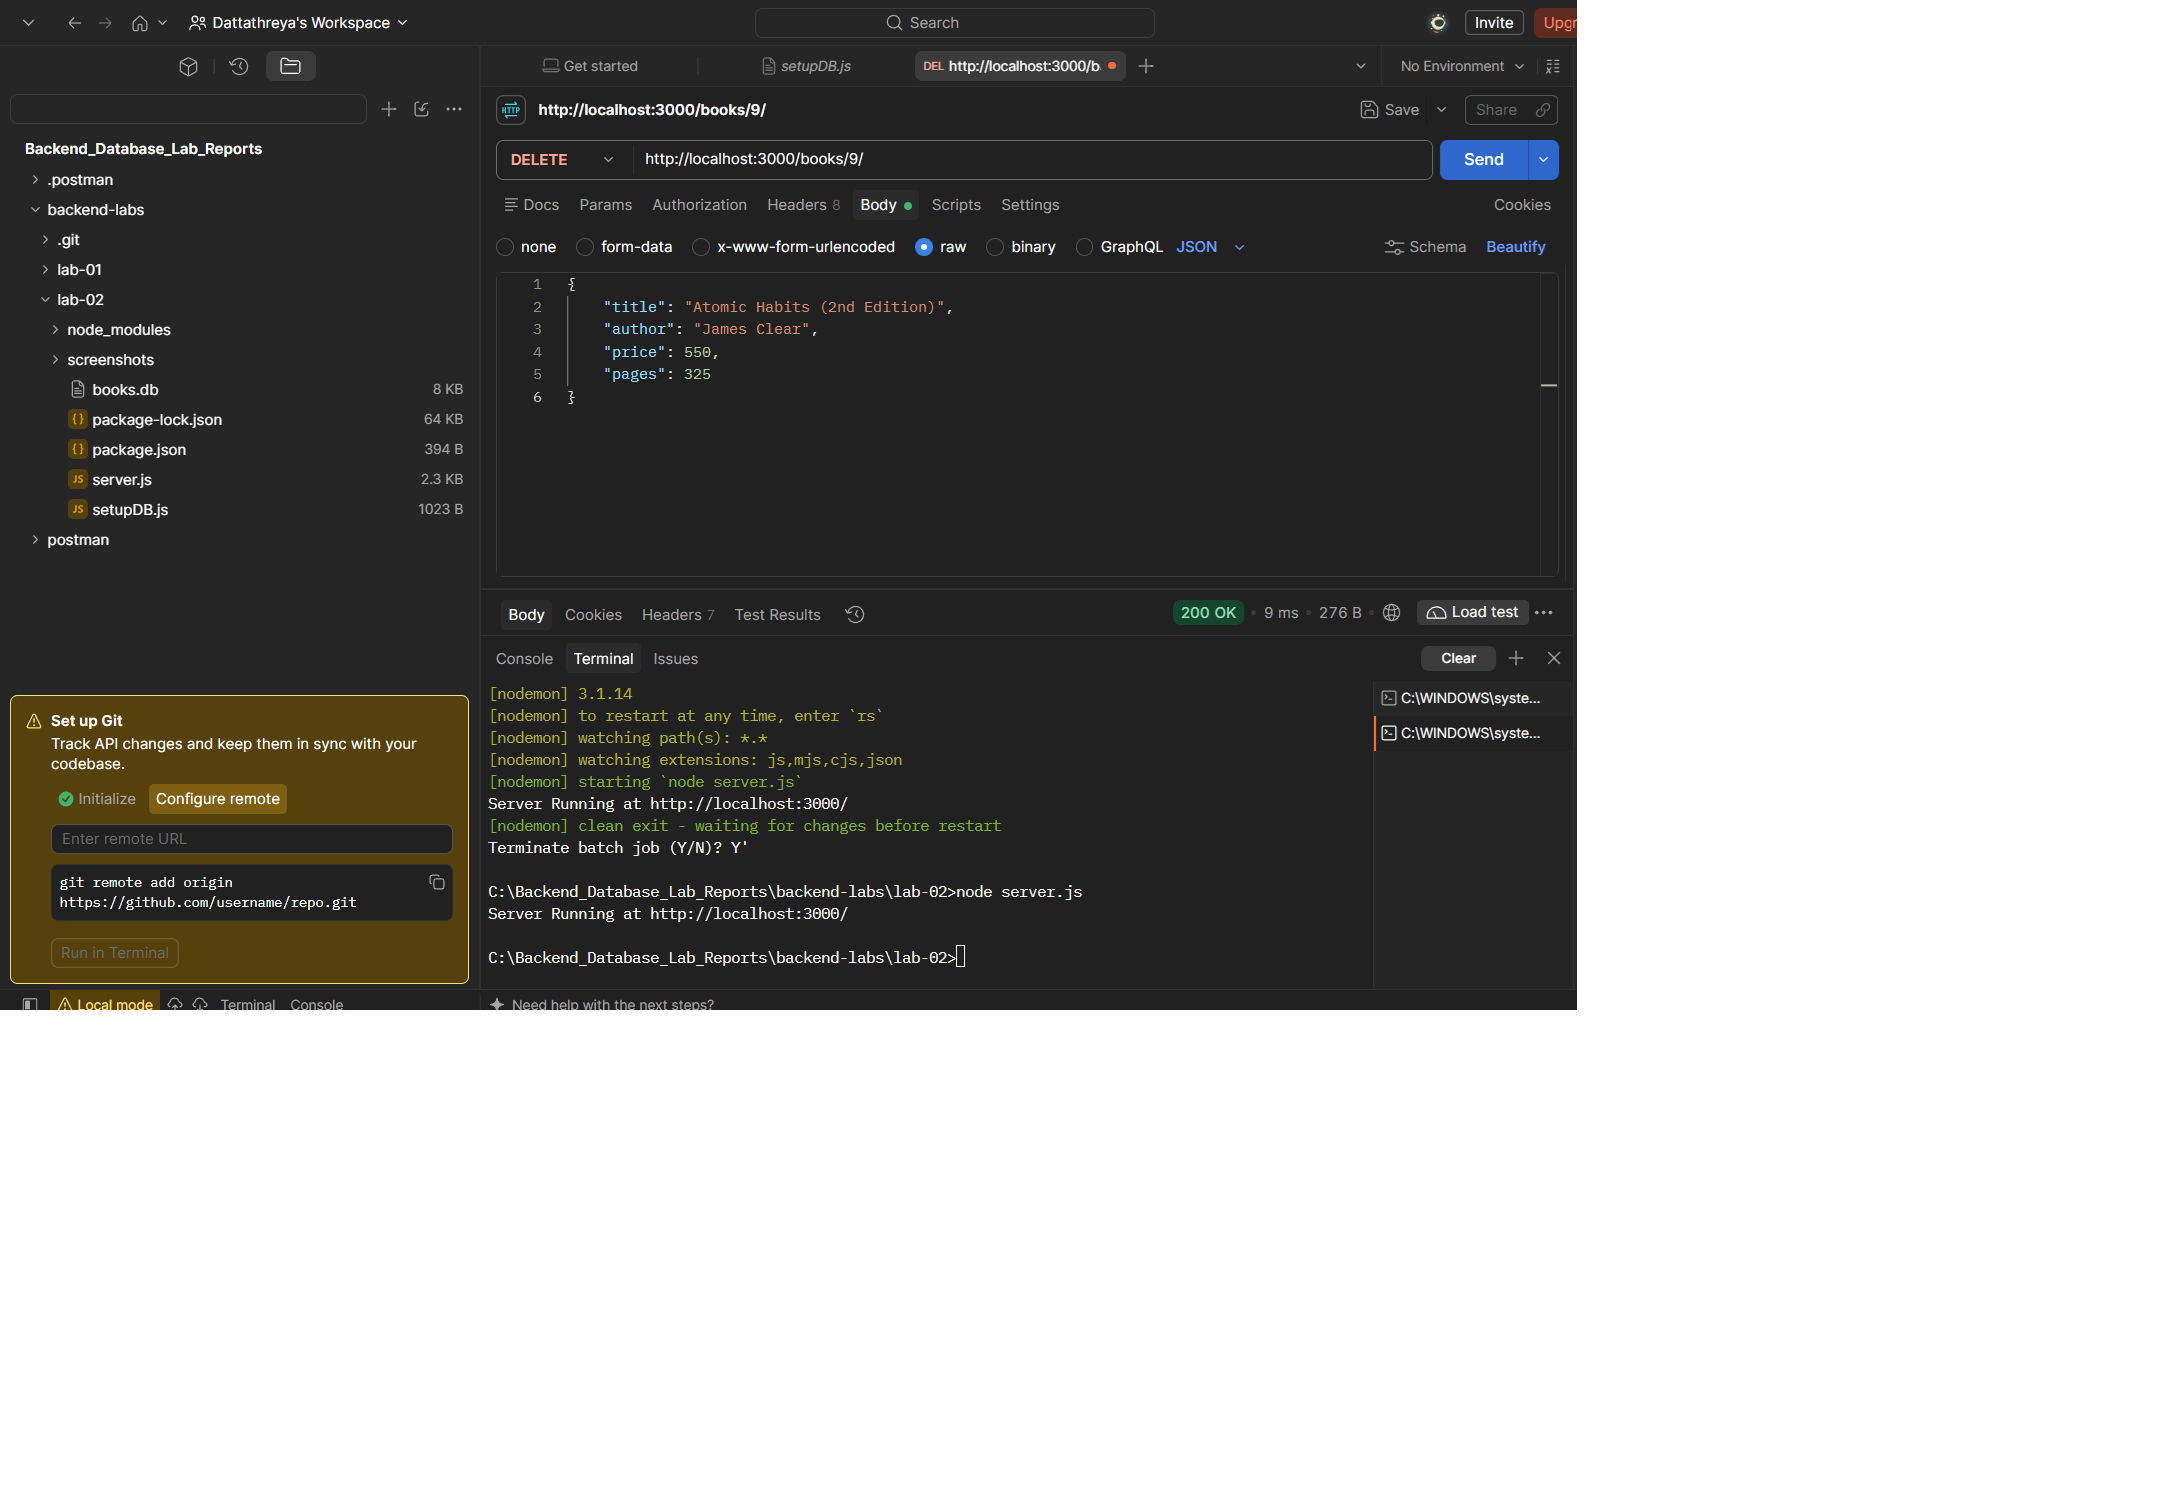 Dattathreya's Workspace
Search
Invite
Upgr
Get started
setupDB.js
DEL http://localhost:3000/b
No Environment
HTTP http://localhost:3000/books/9/
Save
Share
Backend_Database_Lab_Reports
.postman
backend-labs
.git
lab-01
lab-02
node_modules
screenshots
books.db 8 KB
{} package-lock.json 64 KB
{} package.json 394 B
JS server.js 2.3 KB
JS setupDB.js 1023 B
postman
DELETE http://localhost:3000/books/9/
Send
Docs Params Authorization Headers 8 Body Scripts Settings Cookies
none form-data x-www-form-urlencoded raw binary GraphQL JSON Schema Beautify
1 {
2 "title": "Atomic Habits (2nd Edition)",
3 "author": "James Clear",
4 "price": 550,
5 "pages": 325
6 }
Body Cookies Headers 7 Test Results 200 OK 9 ms 276 B Load test
Console Terminal Issues Clear
[nodemon] 3.1.14
[nodemon] to restart at any time, enter `rs`
[nodemon] watching path(s): *.*
[nodemon] watching extensions: js,mjs,cjs,json
[nodemon] starting `node server.js`
Server Running at http://localhost:3000/
[nodemon] clean exit - waiting for changes before restart
Terminate batch job (Y/N)? Y'
C:\Backend_Database_Lab_Reports\backend-labs\lab-02>node server.js
Server Running at http://localhost:3000/
C:\Backend_Database_Lab_Reports\backend-labs\lab-02>
C:\WINDOWS\syste...
C:\WINDOWS\syste...
Set up Git
Track API changes and keep them in sync with your
codebase.
Initialize Configure remote
Enter remote URL
git remote add origin
https://github.com/username/repo.git
Run in Terminal
Local mode Terminal Console
Need help with the next steps?